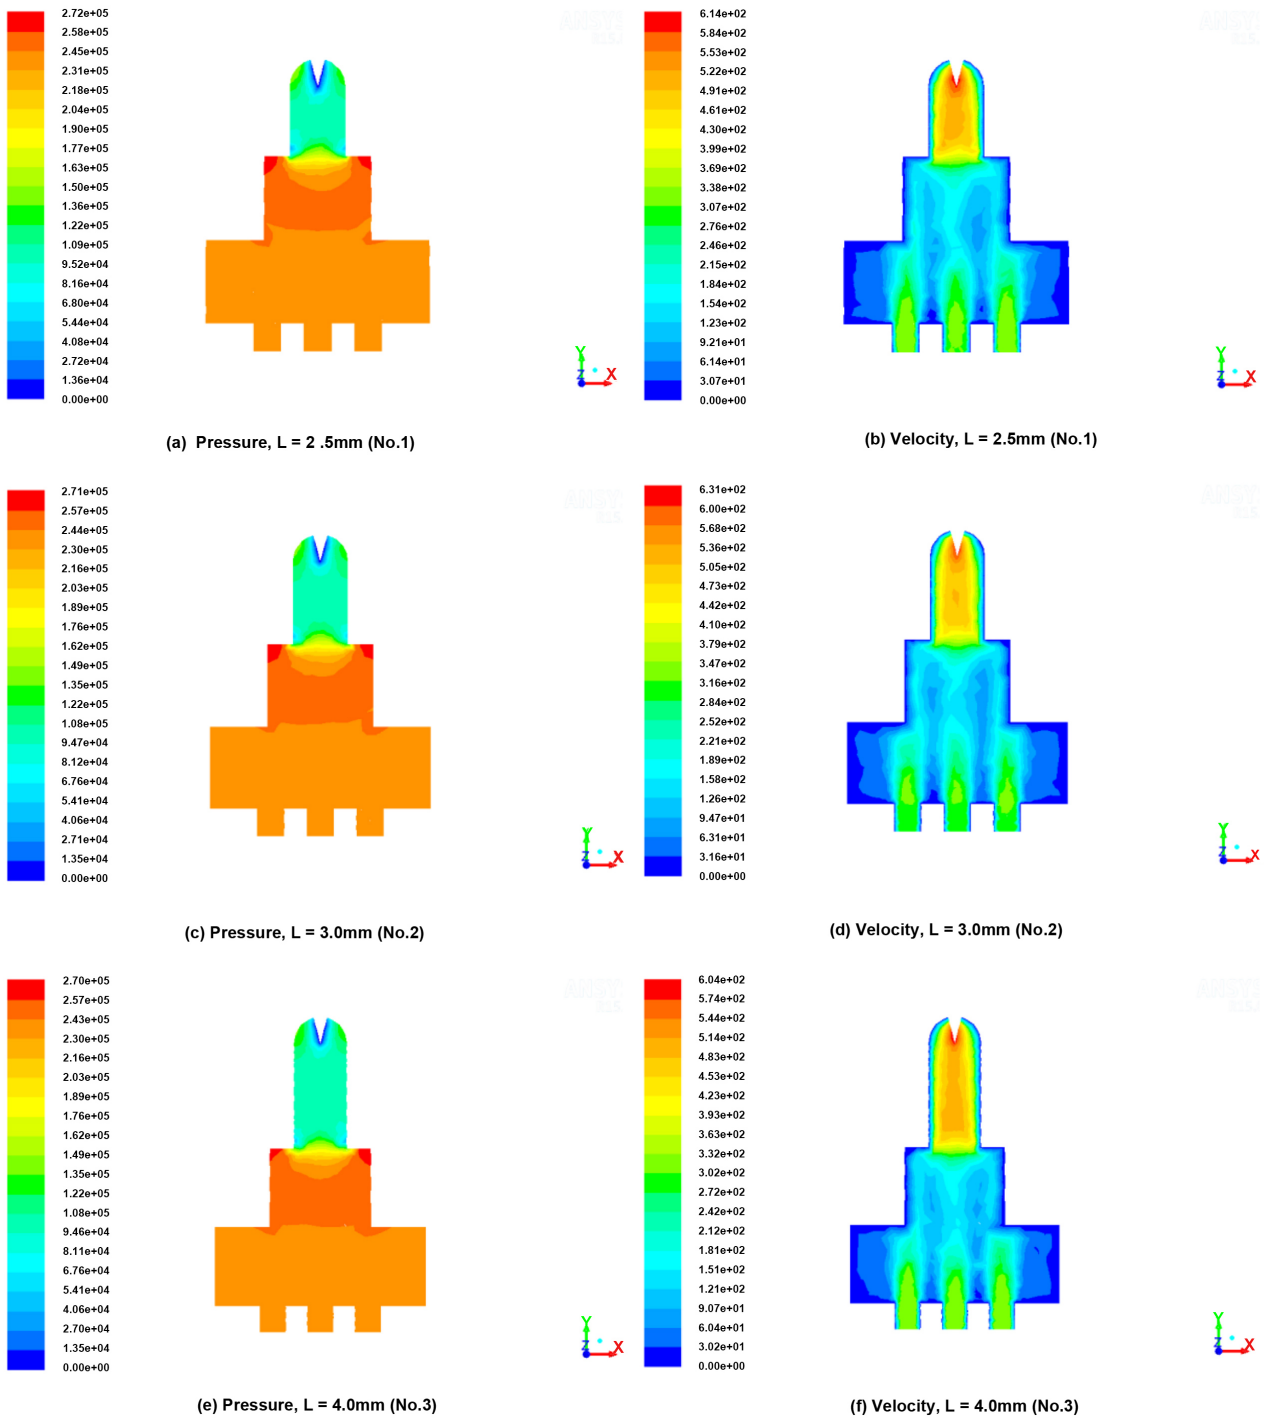 2.72e+05
2.58e+05
2.45e+05
2.31e+05
2.18e+05
2.04e+05
1.90e+05
1.77e+05
1.63e+05
1.50e+05
1.36e+05
1.22e+05
1.09e+05
9.52e+04
8.16e+04
6.80e+04
5.44e+04
4.08e+04
2.72e+04
1.36e+04
0.00e+00
Y
Z
X
(a) Pressure, L = 2 .5mm (No.1)
6.14e+02
5.84e+02
5.53e+02
5.22e+02
4.91e+02
4.61e+02
4.30e+02
3.99e+02
3.69e+02
3.38e+02
3.07e+02
2.76e+02
2.46e+02
2.15e+02
1.84e+02
1.54e+02
1.23e+02
9.21e+01
6.14e+01
3.07e+01
0.00e+00
Y
Z
X
(b) Velocity, L = 2.5mm (No.1)
2.71e+05
2.57e+05
2.44e+05
2.30e+05
2.16e+05
2.03e+05
1.89e+05
1.76e+05
1.62e+05
1.49e+05
1.35e+05
1.22e+05
1.08e+05
9.47e+04
8.12e+04
6.76e+04
5.41e+04
4.06e+04
2.71e+04
1.35e+04
0.00e+00
Y
Z
X
(c) Pressure, L = 3.0mm (No.2)
6.31e+02
6.00e+02
5.68e+02
5.36e+02
5.05e+02
4.73e+02
4.42e+02
4.10e+02
3.79e+02
3.47e+02
3.16e+02
2.84e+02
2.52e+02
2.21e+02
1.89e+02
1.58e+02
1.26e+02
9.47e+01
6.31e+01
3.16e+01
0.00e+00
Y
Z
X
(d) Velocity, L = 3.0mm (No.2)
2.70e+05
2.57e+05
2.43e+05
2.30e+05
2.16e+05
2.03e+05
1.89e+05
1.76e+05
1.62e+05
1.49e+05
1.35e+05
1.22e+05
1.08e+05
9.46e+04
8.11e+04
6.76e+04
5.41e+04
4.06e+04
2.70e+04
1.35e+04
0.00e+00
Y
Z
X
(e) Pressure, L = 4.0mm (No.3)
6.04e+02
5.74e+02
5.44e+02
5.14e+02
4.83e+02
4.53e+02
4.23e+02
3.93e+02
3.63e+02
3.32e+02
3.02e+02
2.72e+02
2.42e+02
2.12e+02
1.81e+02
1.51e+02
1.21e+02
9.07e+01
6.04e+01
3.02e+01
0.00e+00
Y
Z
X
(f) Velocity, L = 4.0mm (No.3)